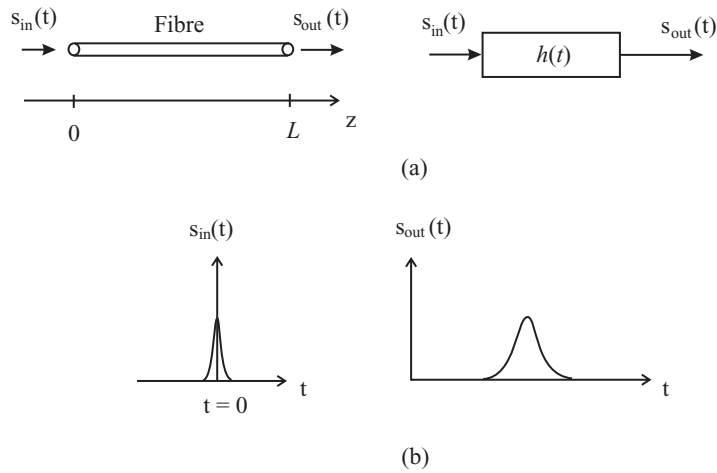 s_in(t) Fibre s_out(t)
0 L z
s_in(t) h(t) s_out(t)
(a)
s_in(t)
t
t = 0
s_out(t)
t
(b)